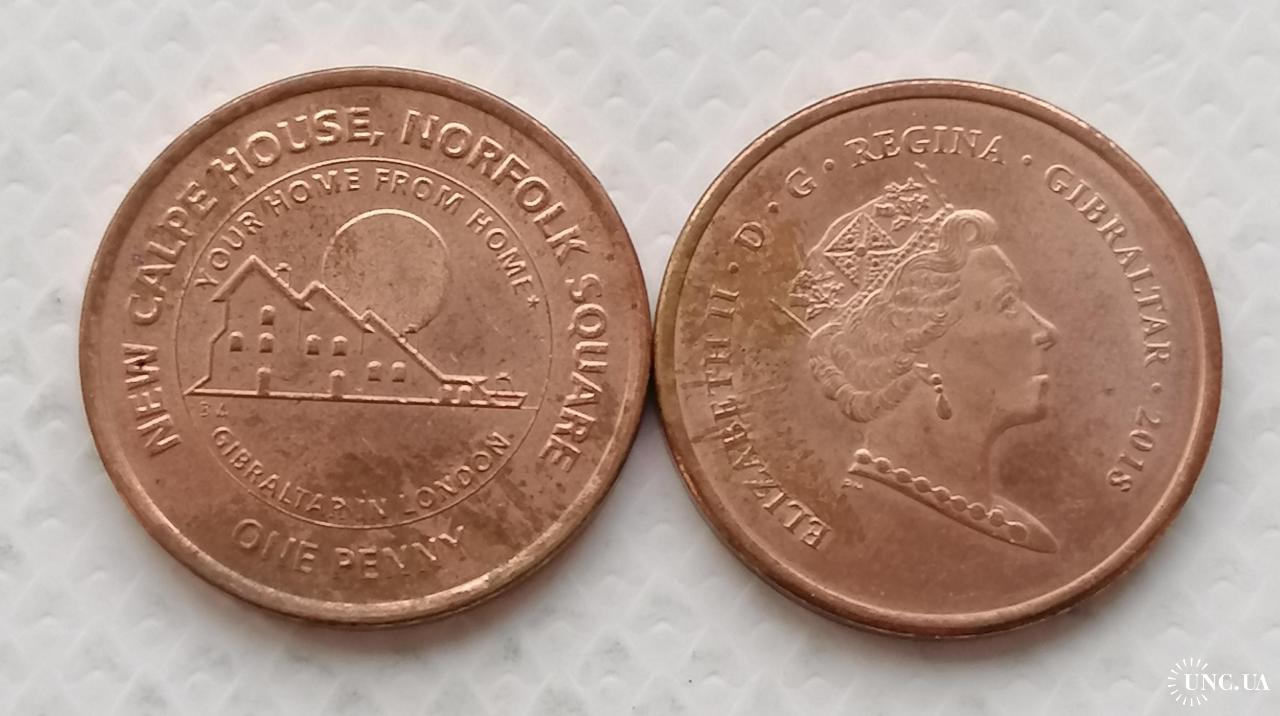 NEW CALPE HOUSE, NORFOLK SQUARE
YOUR HOME FROM HOME*
BA
GIBRALTAR IN LONDON
ONE PENNY
ELIZABETH II · D · G · REGINA · GIBRALTAR · 2018
UNC.UA